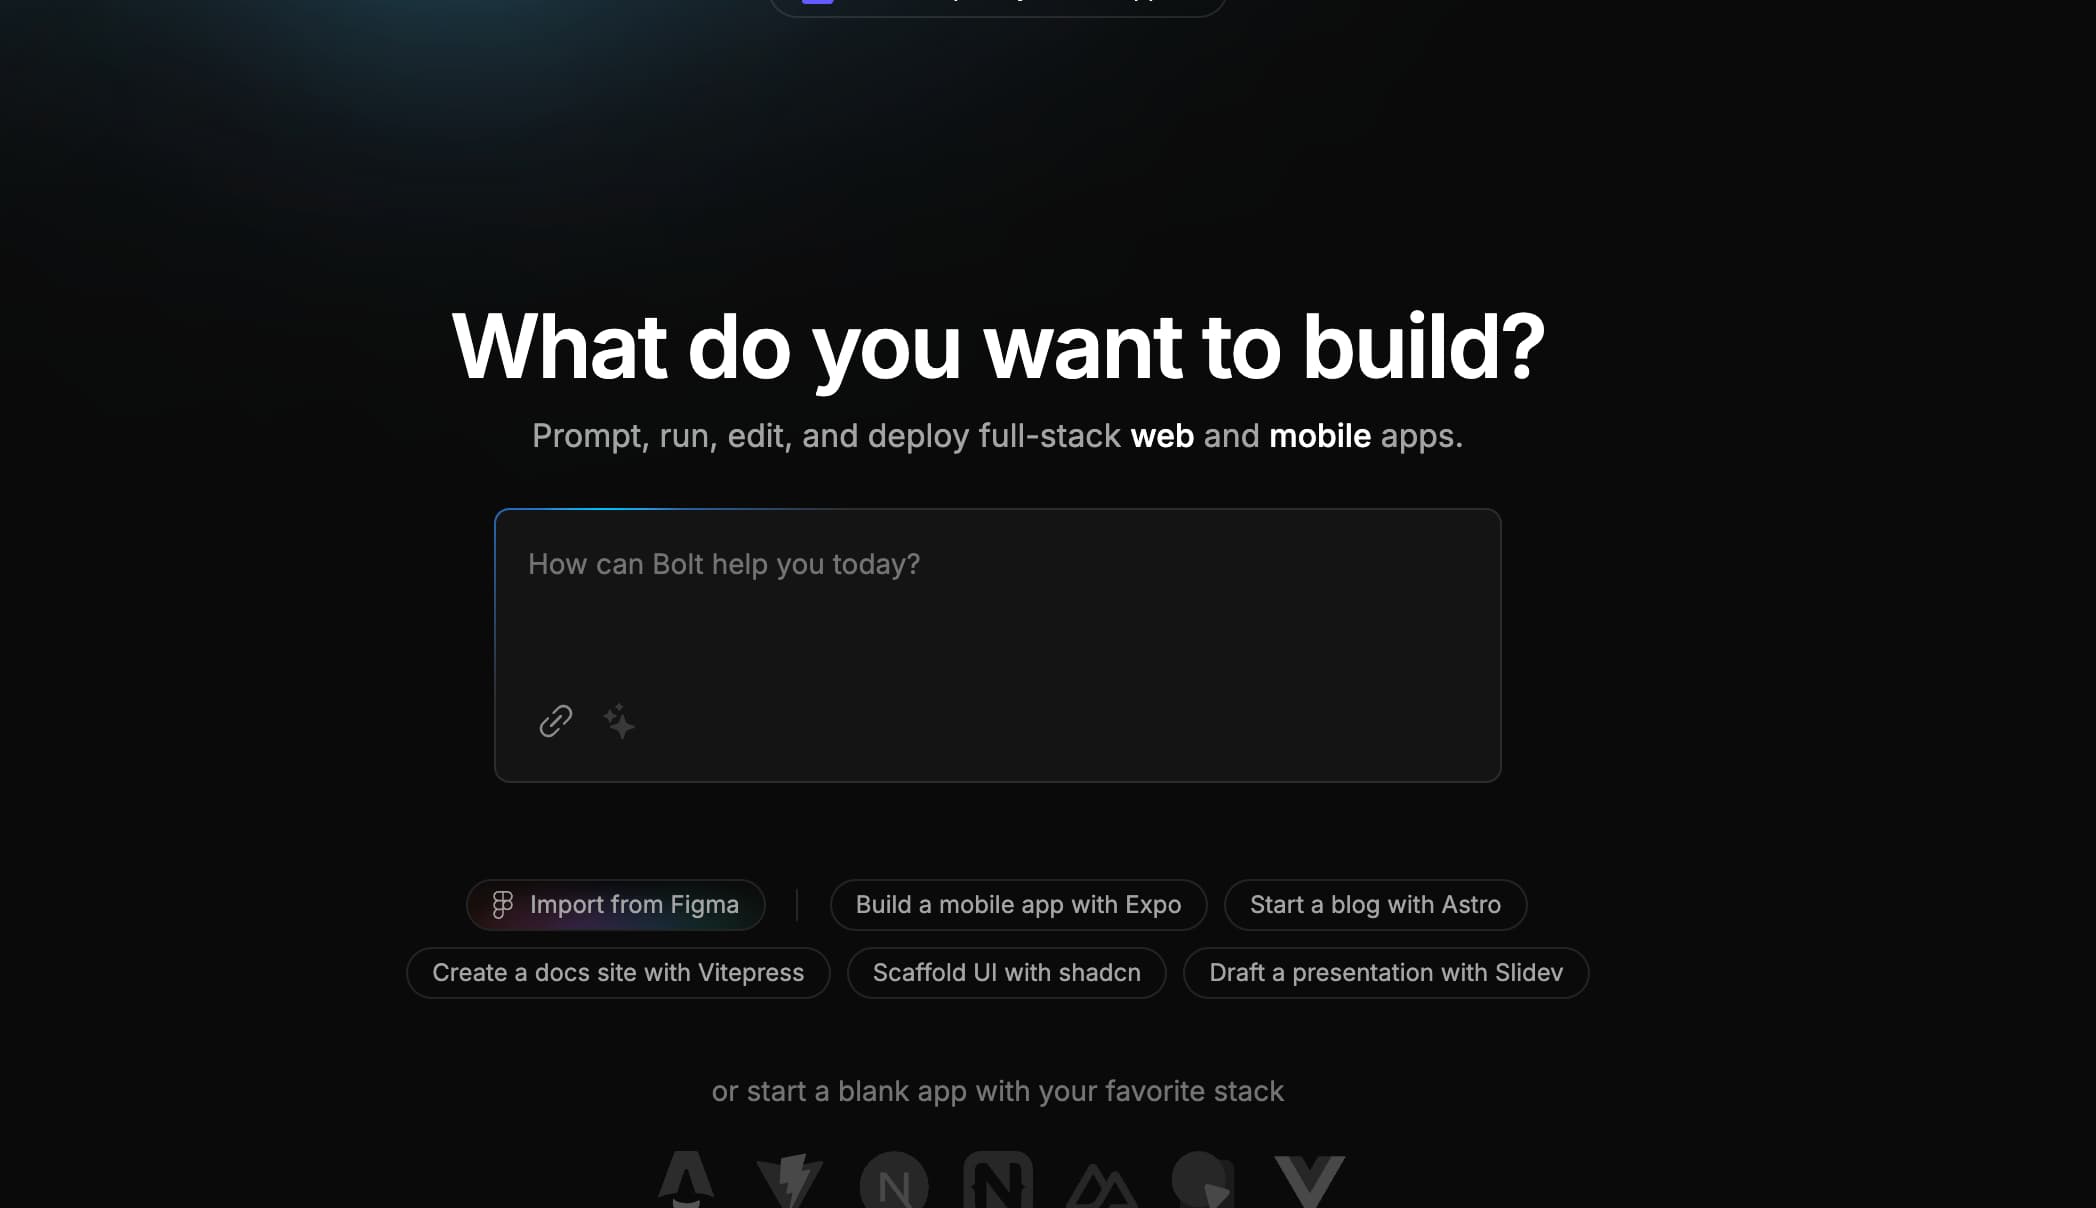 What do you want to build?
Prompt, run, edit, and deploy full-stack web and mobile apps.
How can Bolt help you today?
Import from Figma
Build a mobile app with Expo
Start a blog with Astro
Create a docs site with Vitepress
Scaffold UI with shadcn
Draft a presentation with Slidev
or start a blank app with your favorite stack